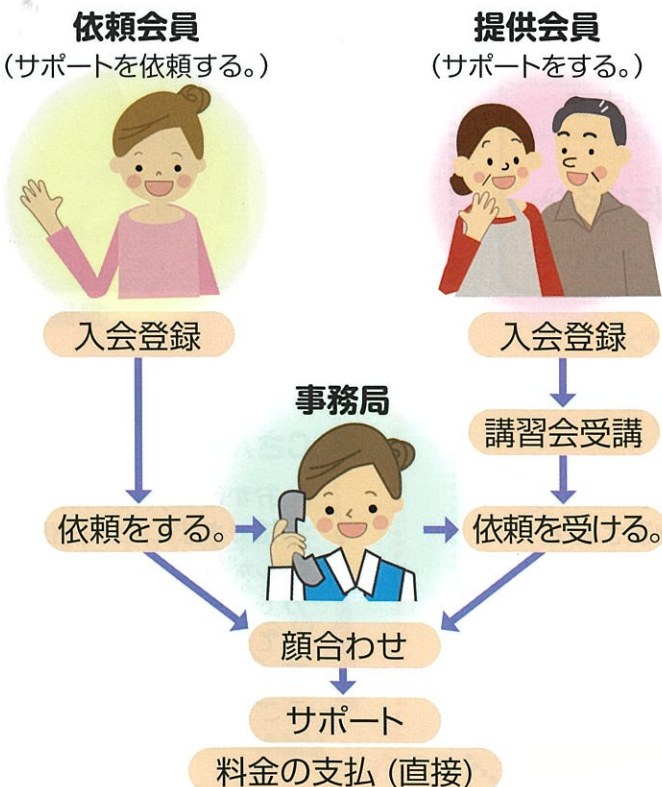 依頼会員
(サポートを依頼する。)
提供会員
(サポートをする。)
入会登録
入会登録
講習会受講
事務局
依頼をする。
依頼を受ける。
顔合わせ
サポート
料金の支払 (直接)